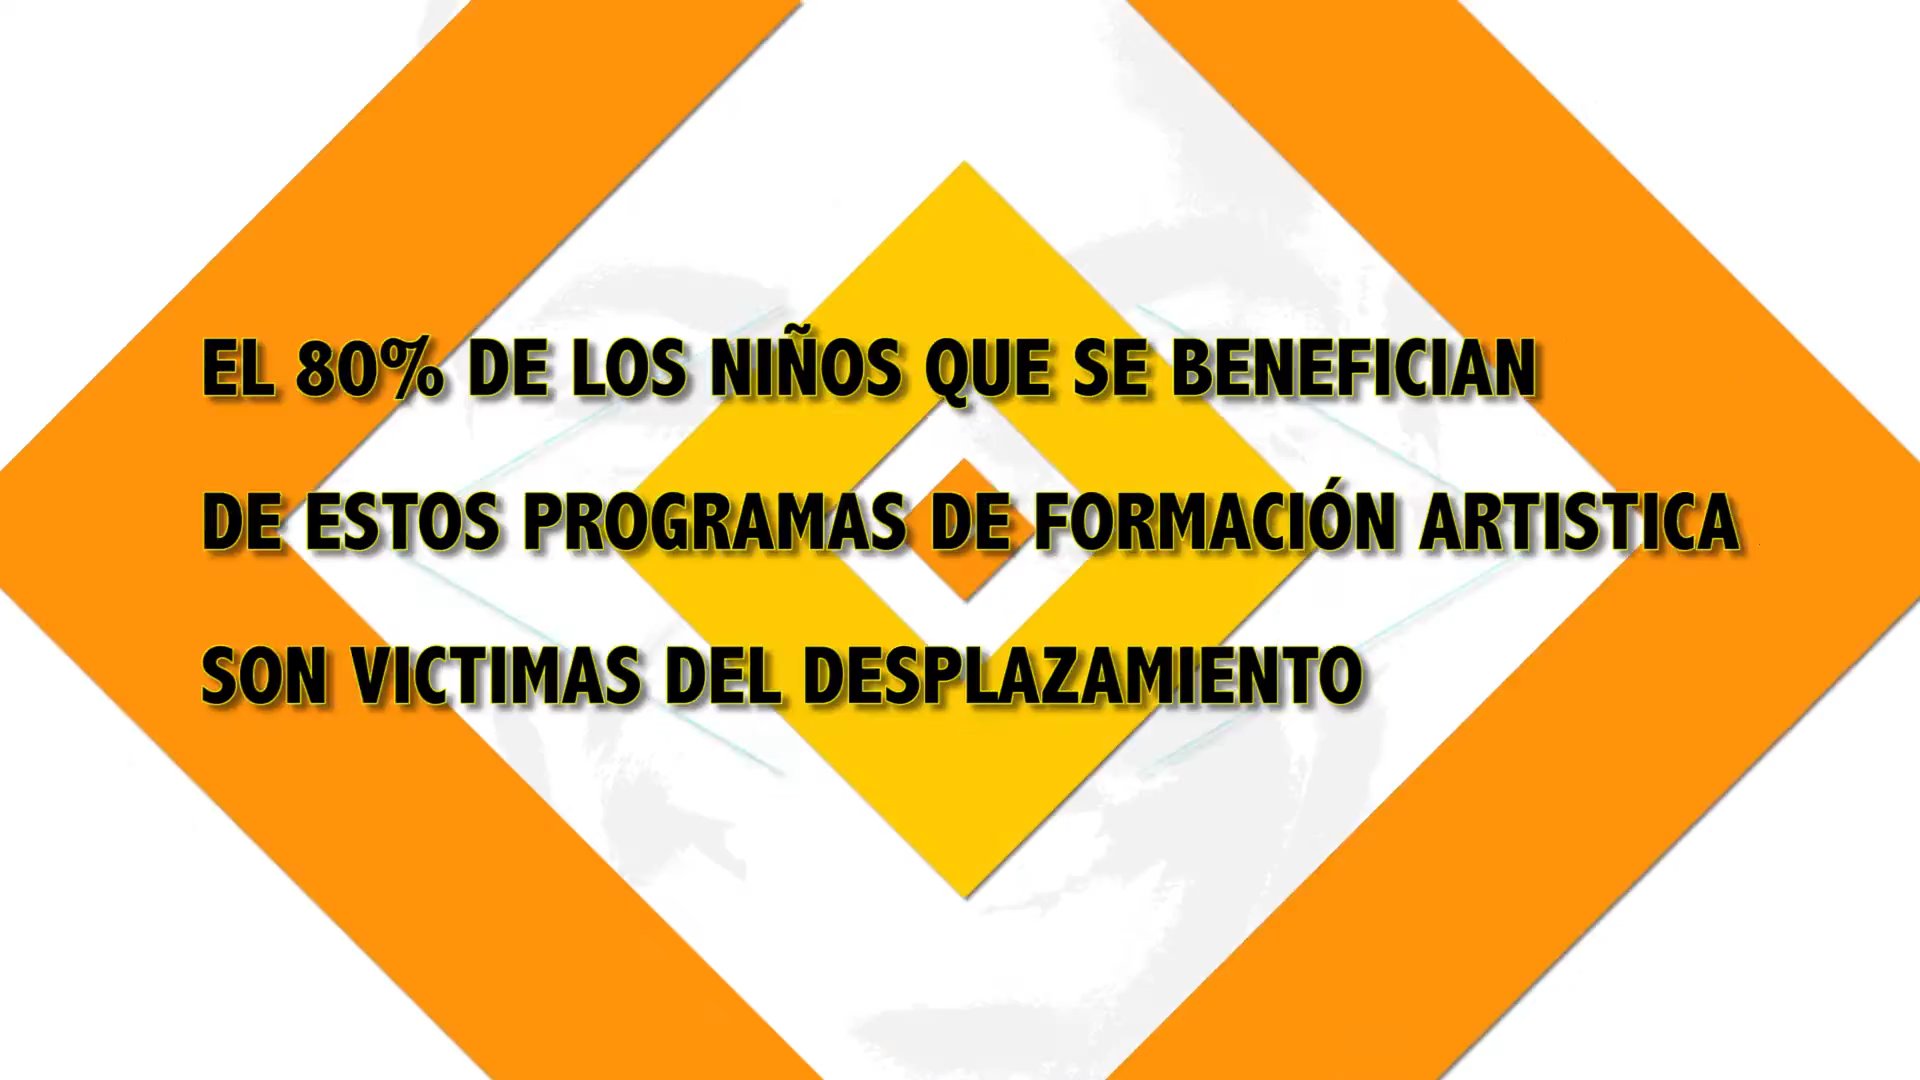 EL 80% DE LOS NIÑOS QUE SE BENEFICIAN
DE ESTOS PROGRAMAS DE FORMACIÓN ARTISTICA
SON VICTIMAS DEL DESPLAZAMIENTO